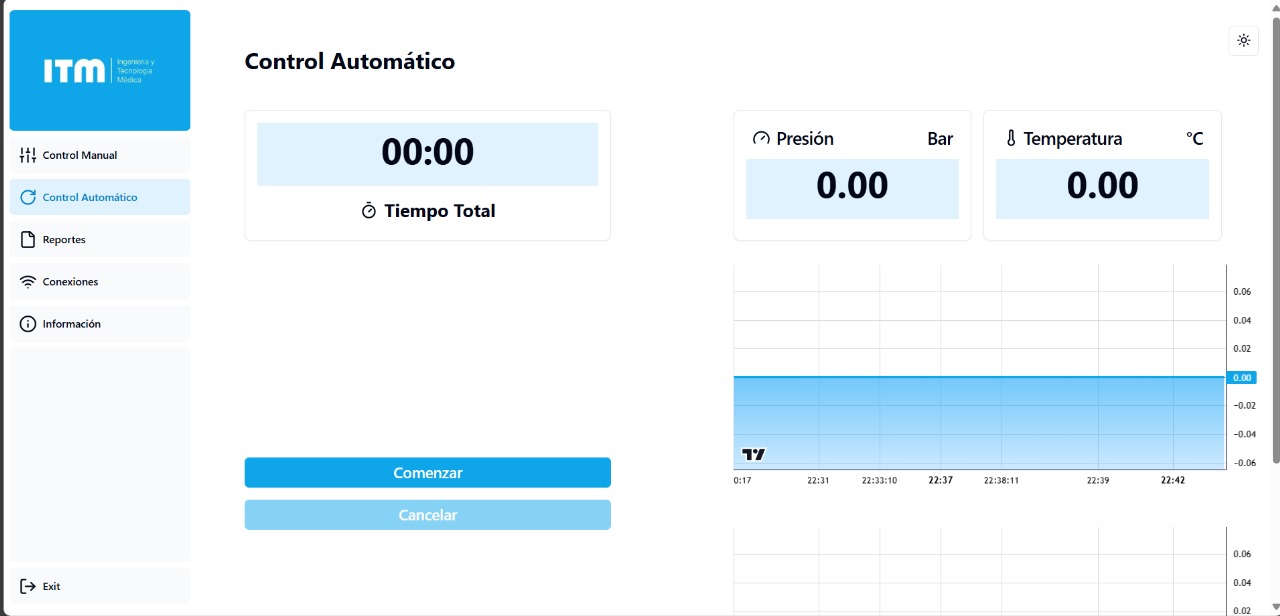 ITM
Ingeniería y
Tecnología
Médica
Control Manual
Control Automático
Reportes
Conexiones
Información
Exit
Control Automático
00:00
Tiempo Total
Comenzar
Cancelar
Presión Bar
0.00
Temperatura °C
0.00
0.06
0.04
0.02
0.00
−0.02
−0.04
−0.06
0:17 22:31 22:33:10 22:37 22:38:11 22:39 22:42
0.06
0.04
0.02